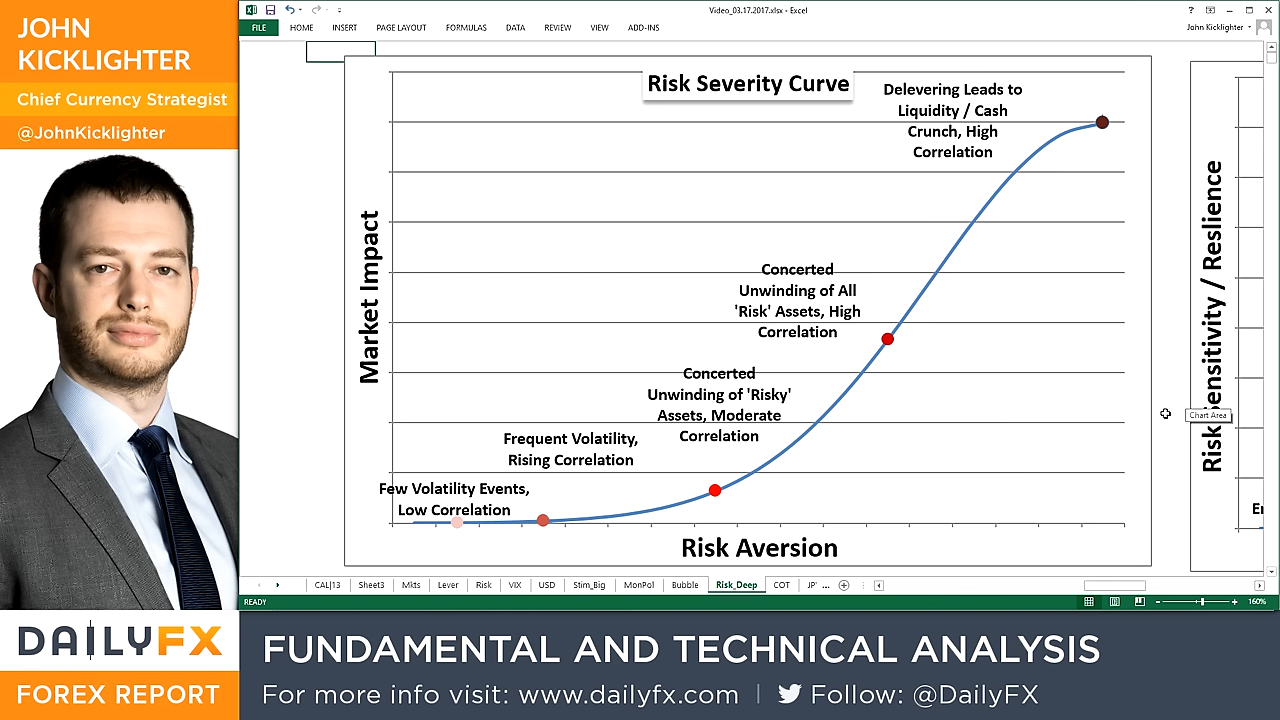 JOHN
KICKLIGHTER
Chief Currency Strategist
@JohnKicklighter
DAILYFX
FOREX REPORT
Video_03.17.2017.xlsx - Excel
FILE HOME INSERT PAGE LAYOUT FORMULAS DATA REVIEW VIEW ADD-INS
John Kicklighter
Risk Severity Curve
Delevering Leads to
Liquidity / Cash
Crunch, High
Correlation
Concerted
Unwinding of All
'Risk' Assets, High
Correlation
Concerted
Unwinding of 'Risky'
Assets, Moderate
Correlation
Frequent Volatility,
Rising Correlation
Few Volatility Events,
Low Correlation
Market Impact
Risk Aversion
Chart Area
Sensitivity / Reslience
CAL|13 Sheet3 Mkts Lever Risk VIX USD Stim_Big MonPol Bubble Risk_Deep COT JP' ...
READY
160%
FUNDAMENTAL AND TECHNICAL ANALYSIS
For more info visit: www.dailyfx.com | Follow: @DailyFX